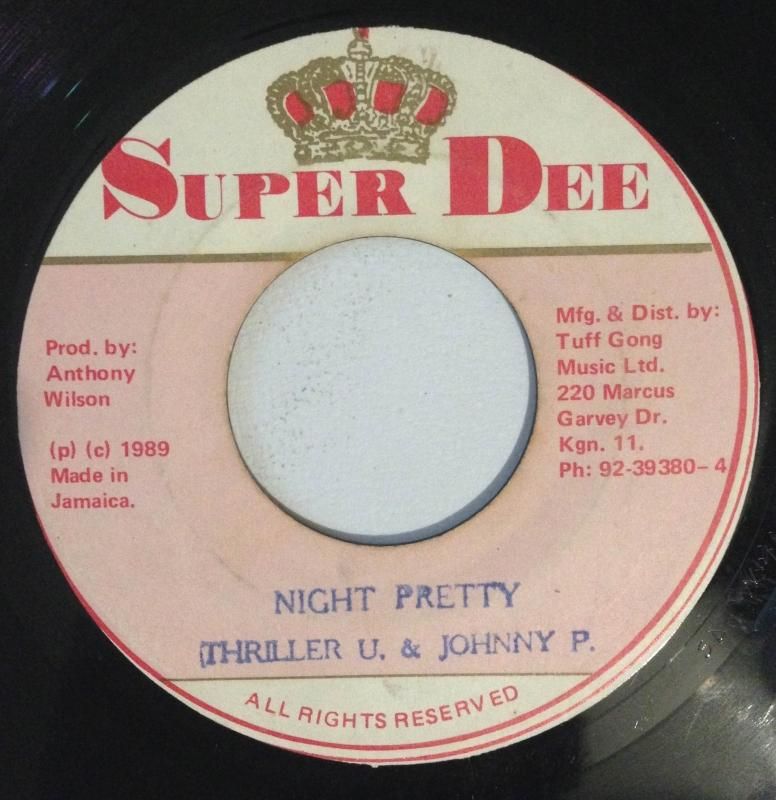 SUPER DEE
Prod. by:
Anthony
Wilson
(p) (c) 1989
Made in
Jamaica.
Mfg. & Dist. by:
Tuff Gong
Music Ltd.
220 Marcus
Garvey Dr.
Kgn. 11.
Ph: 92-39380-4
NIGHT PRETTY
(THRILLER U. & JOHNNY P.
ALL RIGHTS RESERVED